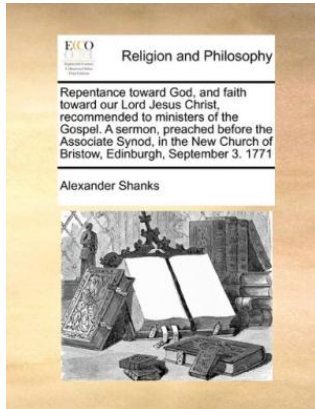 ECCO
Religion and Philosophy
Repentance toward God, and faith
toward our Lord Jesus Christ,
recommended to ministers of the
Gospel. A sermon, preached before the
Associate Synod, in the New Church of
Bristow, Edinburgh, September 3. 1771
Alexander Shanks